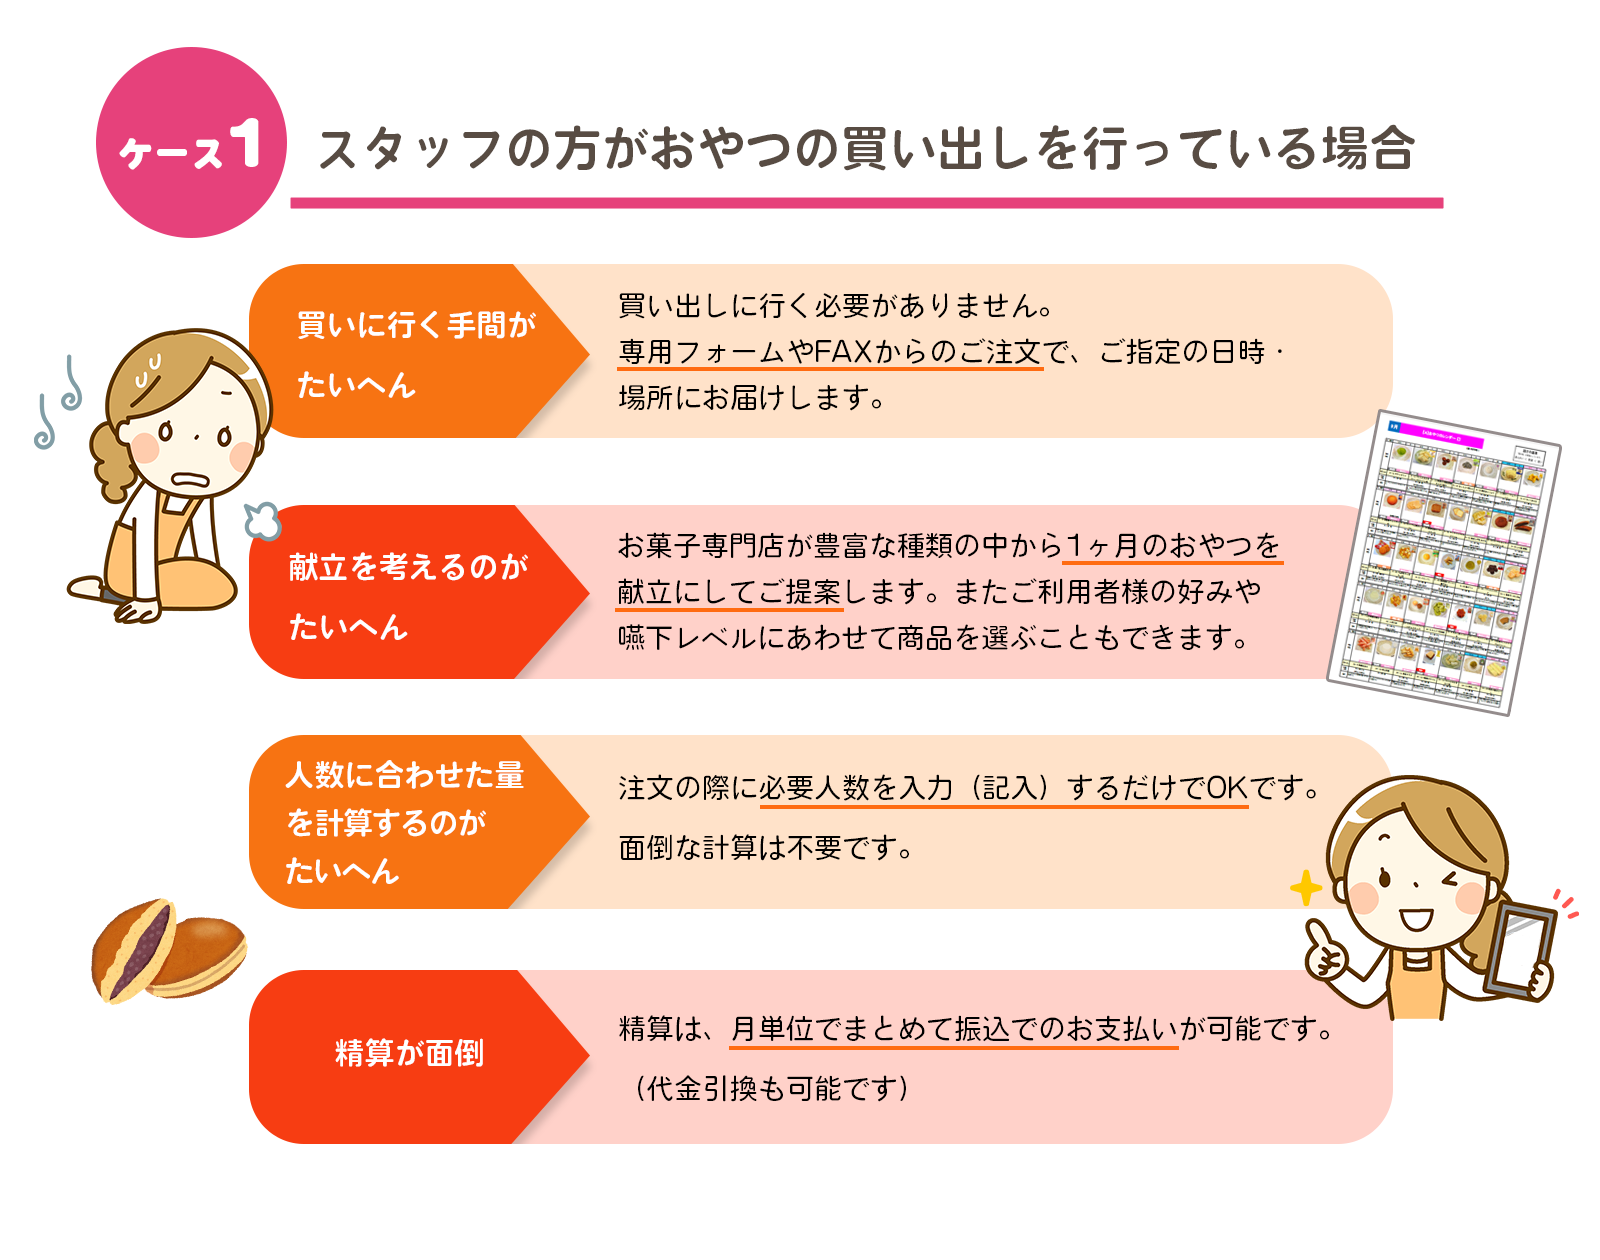 ケース1
スタッフの方がおやつの買い出しを行っている場合
買いに行く手間が
たいへん
買い出しに行く必要がありません。
専用フォームやFAXからのご注文で、ご指定の日時・
場所にお届けします。
献立を考えるのが
たいへん
お菓子専門店が豊富な種類の中から1ヶ月のおやつを
献立にしてご提案します。またご利用者様の好みや
嚥下レベルにあわせて商品を選ぶこともできます。
人数に合わせた量
を計算するのが
たいへん
注文の際に必要人数を入力（記入）するだけでOKです。
面倒な計算は不要です。
精算が面倒
精算は、月単位でまとめて振込でのお支払いが可能です。
（代金引換も可能です）